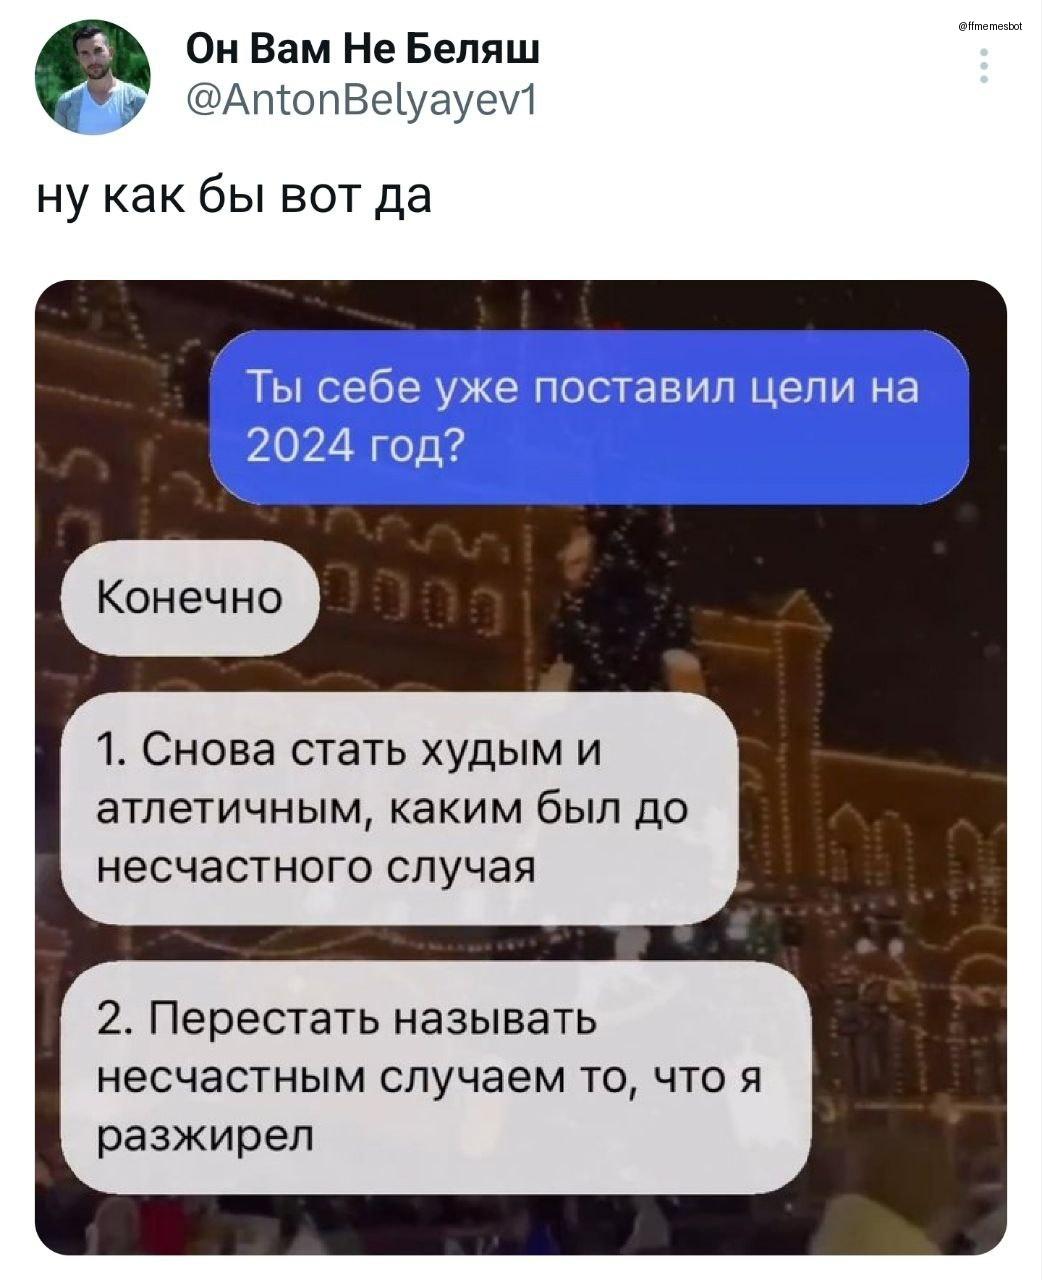 @ffmemesbot
Он Вам Не Беляш
@AntonBelyayev1
ну как бы вот да
Ты себе уже поставил цели на
2024 год?
Конечно
1. Снова стать худым и
атлетичным, каким был до
несчастного случая
2. Перестать называть
несчастным случаем то, что я
разжирел